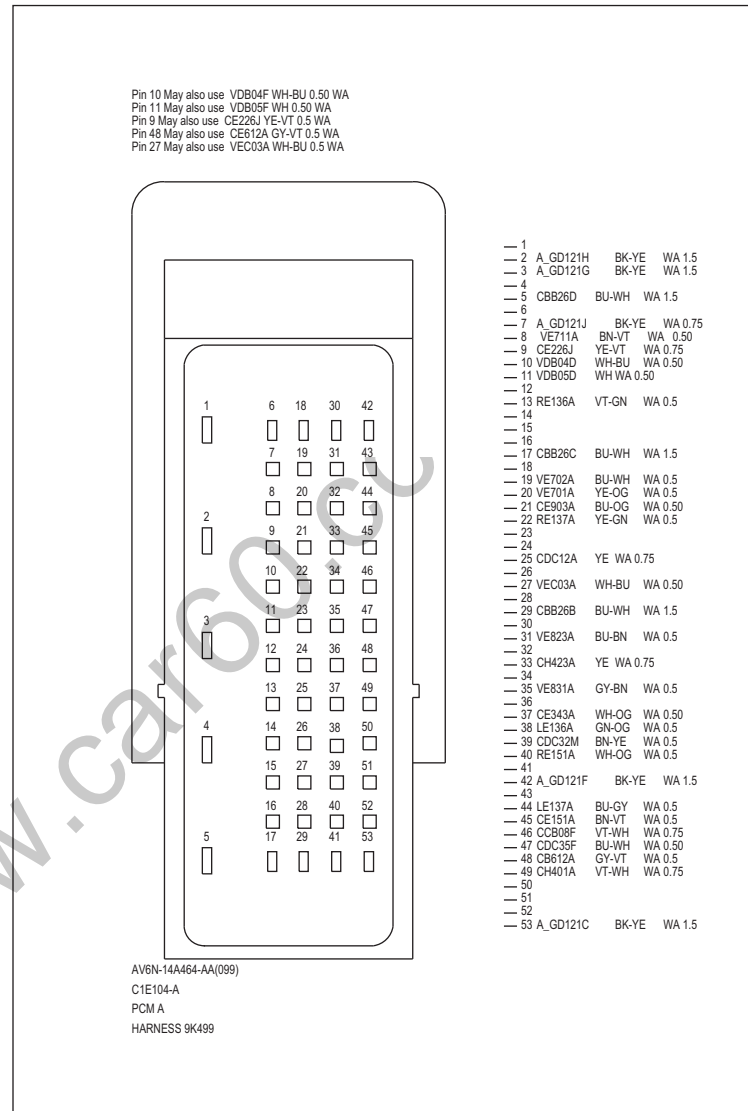 Pin 10 May also use VDB04F WH-BU 0.50 WA
Pin 11 May also use VDB05F WH 0.50 WA
Pin 9 May also use CE226J YE-VT 0.5 WA
Pin 48 May also use CE612A GY-VT 0.5 WA
Pin 27 May also use VEC03A WH-BU 0.5 WA
1 6 18 30 42
7 19 31 43
8 20 32 44
2
9 21 33 45
10 22 34 46
11 23 35 47
3
12 24 36 48
13 25 37 49
4 14 26 38 50
15 27 39 51
16 28 40 52
5 17 29 41 53
— 1
— 2 A_GD121H BK-YE WA 1.5
— 3 A_GD121G BK-YE WA 1.5
— 4
— 5 CBB26D BU-WH WA 1.5
— 6
— 7 A_GD121J BK-YE WA 0.75
— 8 VE711A BN-VT WA 0.50
— 9 CE226J YE-VT WA 0.75
— 10 VDB04D WH-BU WA 0.50
— 11 VDB05D WH WA 0.50
— 12
— 13 RE136A VT-GN WA 0.5
— 14
— 15
— 16
— 17 CBB26C BU-WH WA 1.5
— 18
— 19 VE702A BU-WH WA 0.5
— 20 VE701A YE-OG WA 0.5
— 21 CE903A BU-OG WA 0.50
— 22 RE137A YE-GN WA 0.5
— 23
— 24
— 25 CDC12A YE WA 0.75
— 26
— 27 VEC03A WH-BU WA 0.50
— 28
— 29 CBB26B BU-WH WA 1.5
— 30
— 31 VE823A BU-BN WA 0.5
— 32
— 33 CH423A YE WA 0.75
— 34
— 35 VE831A GY-BN WA 0.5
— 36
— 37 CE343A WH-OG WA 0.50
— 38 LE136A GN-OG WA 0.5
— 39 CDC32M BN-YE WA 0.5
— 40 RE151A WH-OG WA 0.5
— 41
— 42 A_GD121F BK-YE WA 1.5
— 43
— 44 LE137A BU-GY WA 0.5
— 45 CE151A BN-VT WA 0.5
— 46 CCB08F VT-WH WA 0.75
— 47 CDC35F BU-WH WA 0.50
— 48 CB612A GY-VT WA 0.5
— 49 CH401A VT-WH WA 0.75
— 50
— 51
— 52
— 53 A_GD121C BK-YE WA 1.5
AV6N-14A464-AA(099)
C1E104-A
PCM A
HARNESS 9K499
w.car60.co